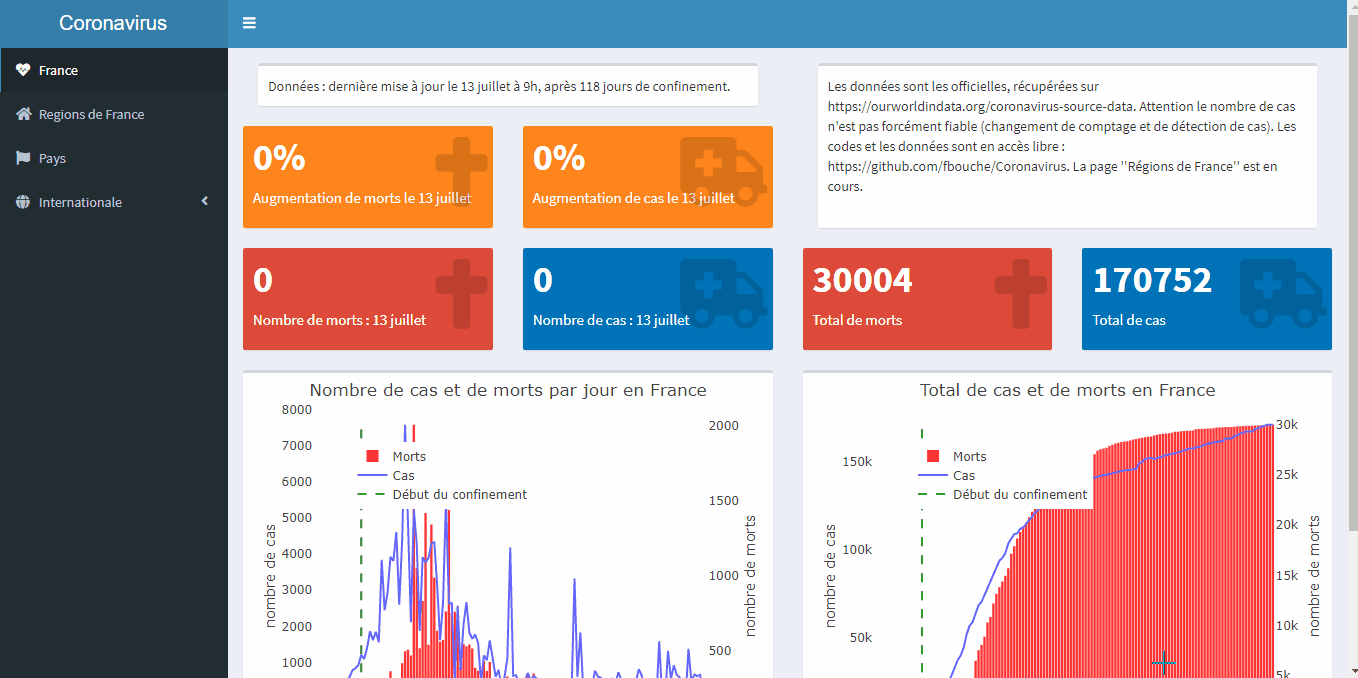 Coronavirus
France
Regions de France
Pays
Internationale
Données : dernière mise à jour le 13 juillet à 9h, après 118 jours de confinement.
Les données sont les officielles, récupérées sur
https://ourworldindata.org/coronavirus-source-data. Attention le nombre de cas
n'est pas forcément fiable (changement de comptage et de détection de cas). Les
codes et les données sont en accès libre :
https://github.com/fbouche/Coronavirus. La page ''Régions de France'' est en
cours.
0%
Augmentation de morts le 13 juillet
0%
Augmentation de cas le 13 juillet
0
Nombre de morts : 13 juillet
0
Nombre de cas : 13 juillet
30004
Total de morts
170752
Total de cas
Nombre de cas et de morts par jour en France
8000
7000
6000
5000
4000
3000
2000
1000
nombre de cas
Morts
Cas
Début du confinement
2000
1500
1000
500
nombre de morts
Total de cas et de morts en France
150k
100k
50k
nombre de cas
Morts
Cas
Début du confinement
30k
25k
20k
15k
10k
5k
nombre de morts